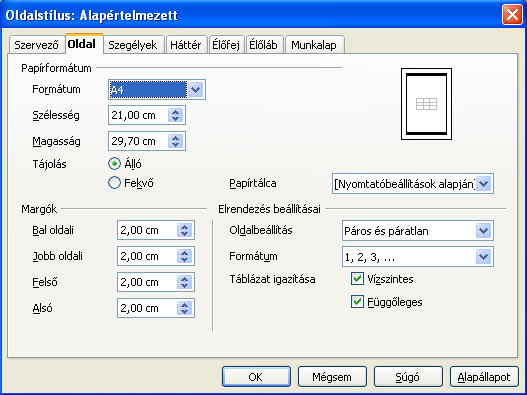 Oldalstílus: Alapértelmezett
Szervező Oldal Szegélyek Háttér Élőfej Élőláb Munkalap
Papírformátum
Formátum A4
Szélesség 21,00 cm
Magasság 29,70 cm
Tájolás Álló
Fekvő Papírtálca [Nyomtatóbeállítások alapján]
Margók Elrendezés beállításai
Bal oldali 2,00 cm Oldalbeállítás Páros és páratlan
Jobb oldali 2,00 cm Formátum 1, 2, 3, ...
Felső 2,00 cm Táblázat igazítása Vízszintes
Alsó 2,00 cm Függőleges
OK Mégsem Súgó Alapállapot